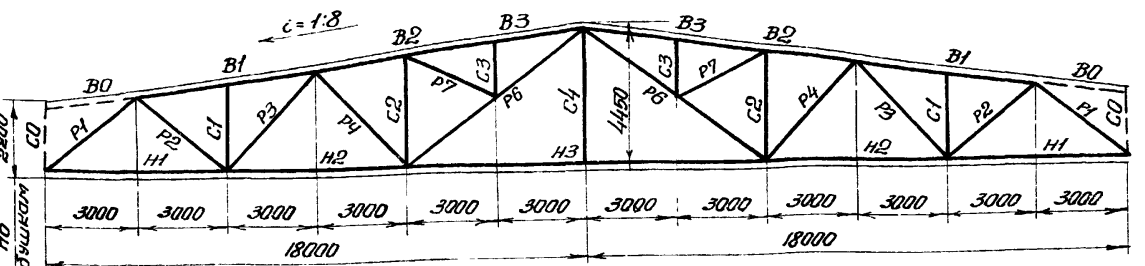 i=1:8
В0 В1 В2 В3 В3 В2 В1 В0
С0 Р1 Р2 С1 Р3 Р4 С2 Р7 С3 Р6 С4 4450 Р6 С3 Р7 С2 Р4 Р3 С1 Р2 Р1 С0
2200
Н1 Н2 Н3 Н2 Н1
3000 3000 3000 3000 3000 3000 3000 3000 3000 3000 3000 3000
18000 18000
по